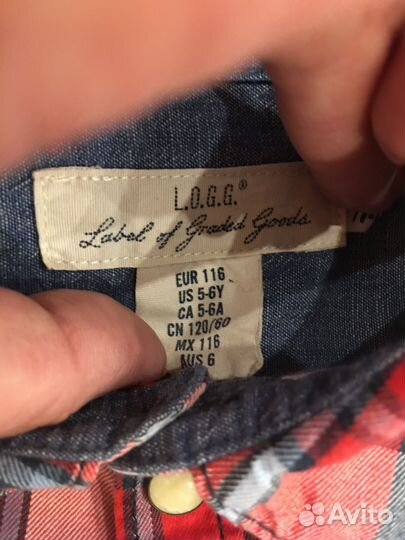 L.O.G.G.®
Label of Graded Goods
EUR 116
US 5-6Y
CA 5-6A
CN 120/60
MX 116
AUS 6
Avito